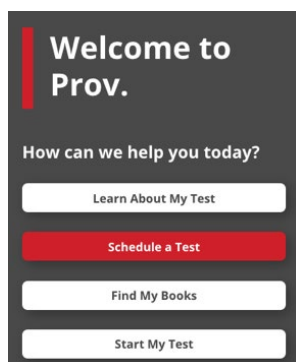 Welcome to
Prov.
How can we help you today?
Learn About My Test
Schedule a Test
Find My Books
Start My Test